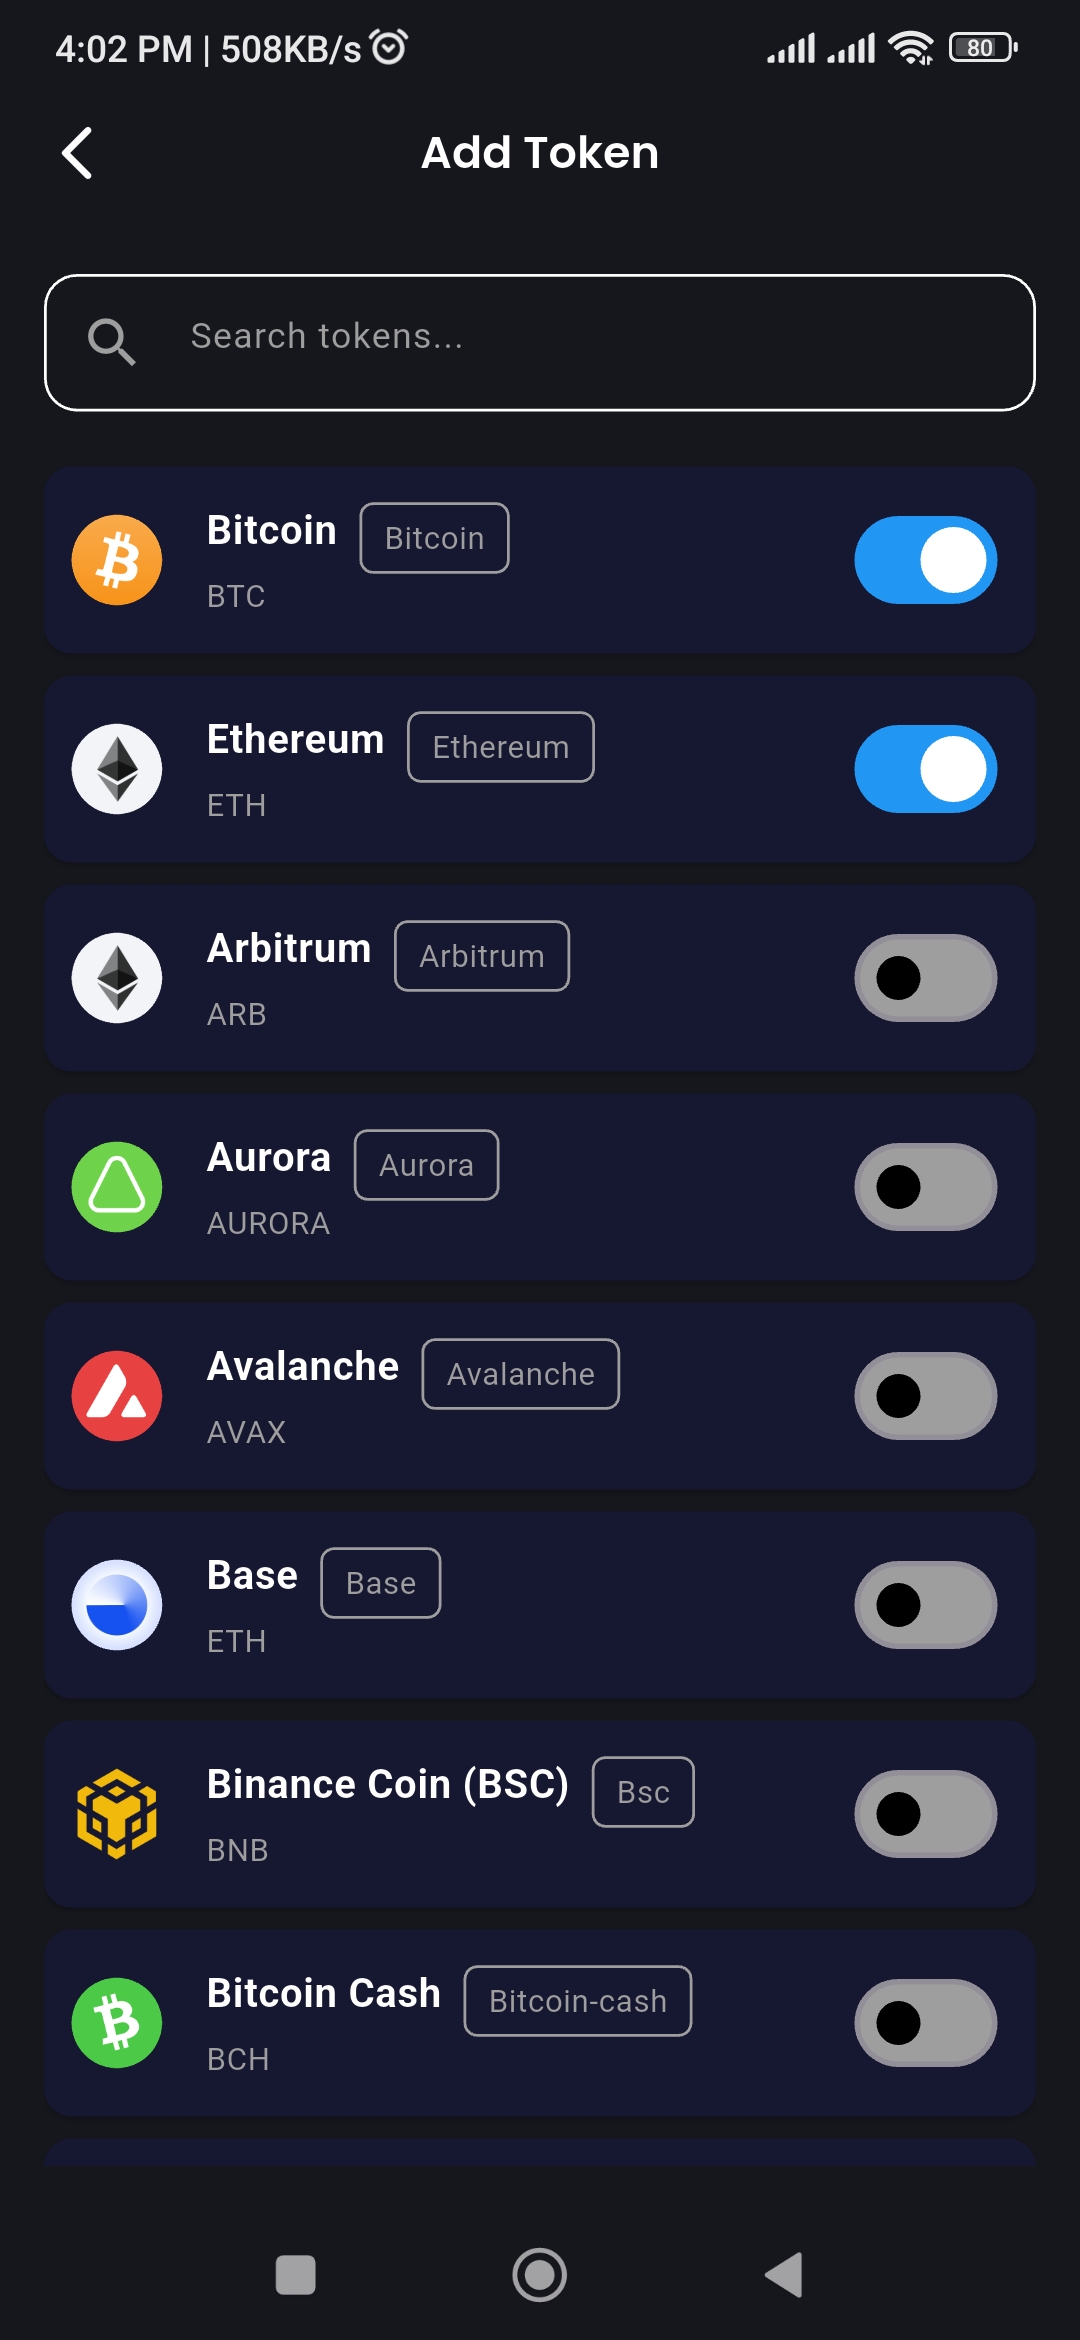 4:02 PM | 508KB/s
80
Add Token
Search tokens...
Bitcoin Bitcoin
BTC
Ethereum Ethereum
ETH
Arbitrum Arbitrum
ARB
Aurora Aurora
AURORA
Avalanche Avalanche
AVAX
Base Base
ETH
Binance Coin (BSC) Bsc
BNB
Bitcoin Cash Bitcoin-cash
BCH